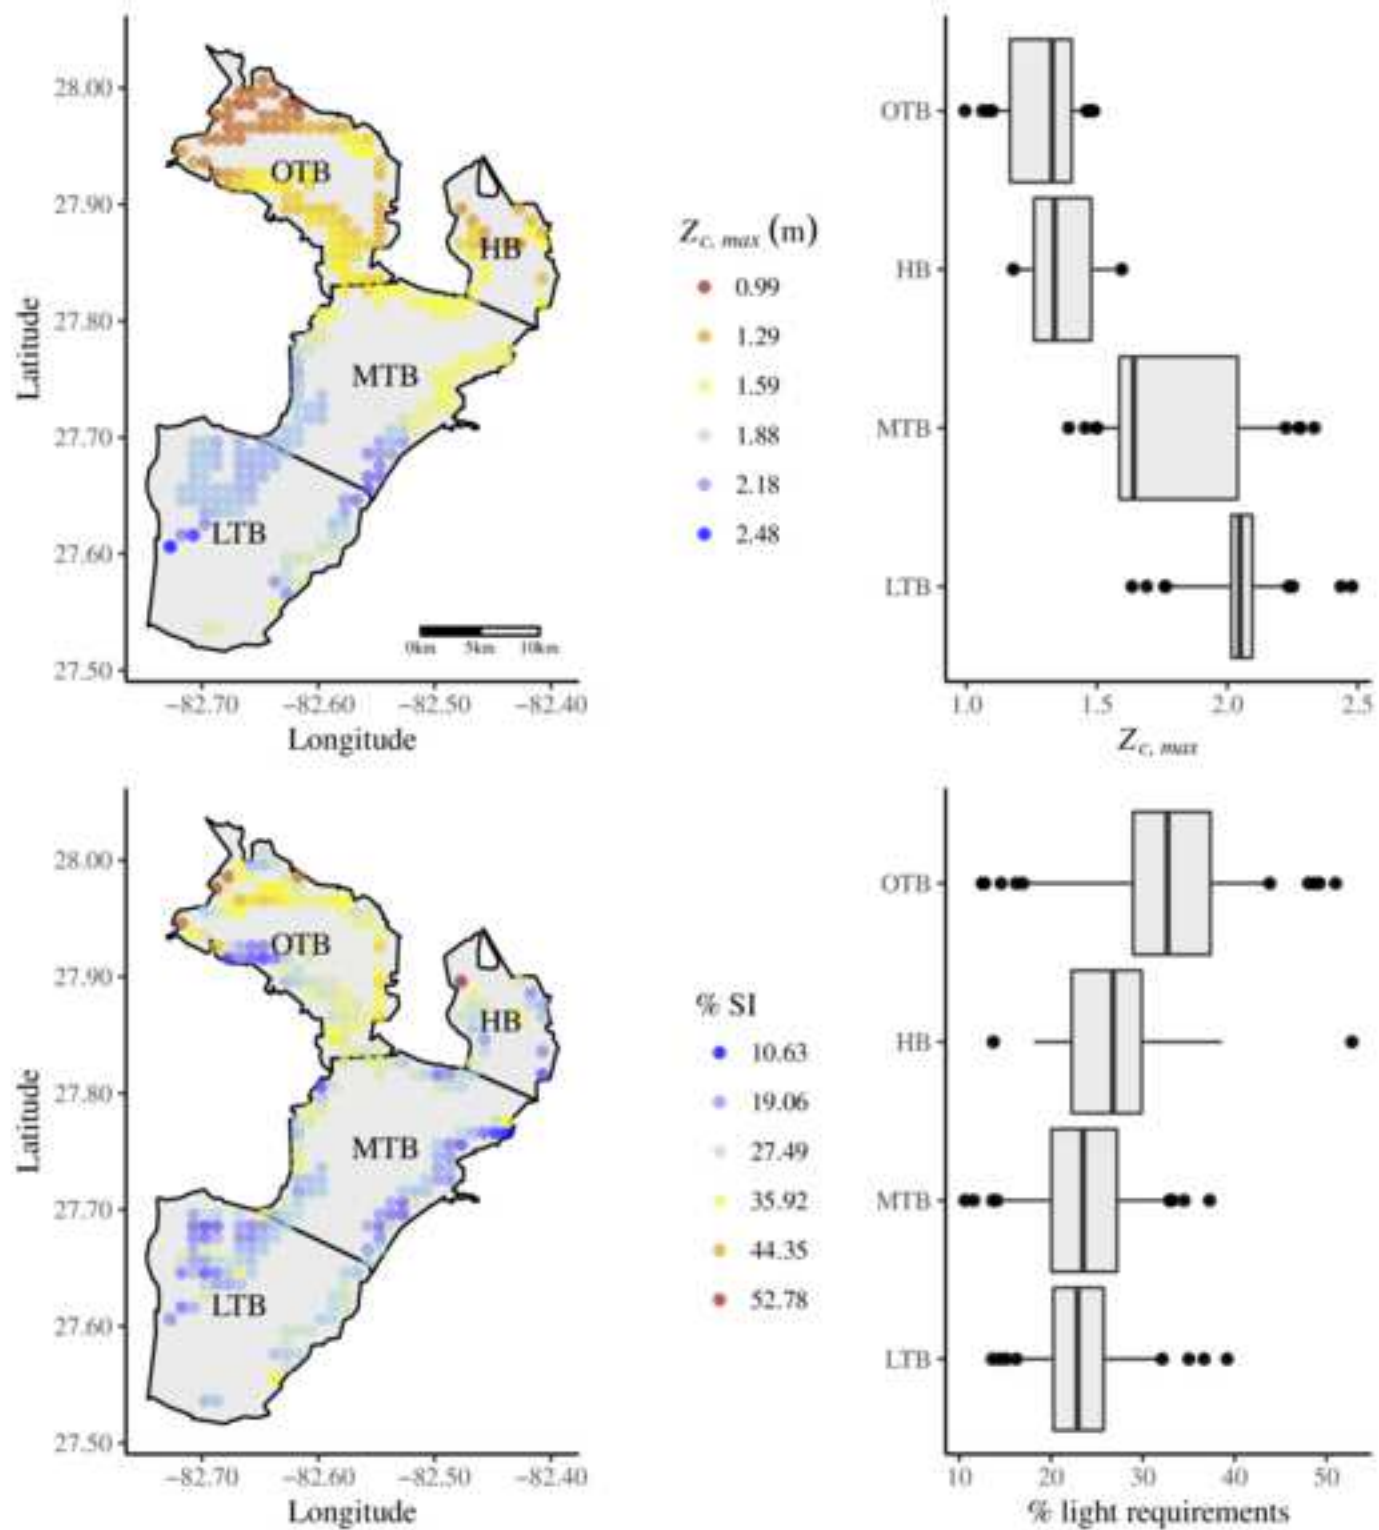 28.00
27.90
27.80
27.70
27.60
27.50
Latitude
OTB
HB
MTB
LTB
0km 5km 10km
−82.70 −82.60 −82.50 −82.40
Longitude
Zc, max (m)
0.99
1.29
1.59
1.88
2.18
2.48
OTB
HB
MTB
LTB
1.0 1.5 2.0 2.5
Zc, max
28.00
27.90
27.80
27.70
27.60
27.50
Latitude
OTB
HB
MTB
LTB
−82.70 −82.60 −82.50 −82.40
Longitude
% SI
10.63
19.06
27.49
35.92
44.35
52.78
OTB
HB
MTB
LTB
10 20 30 40 50
% light requirements